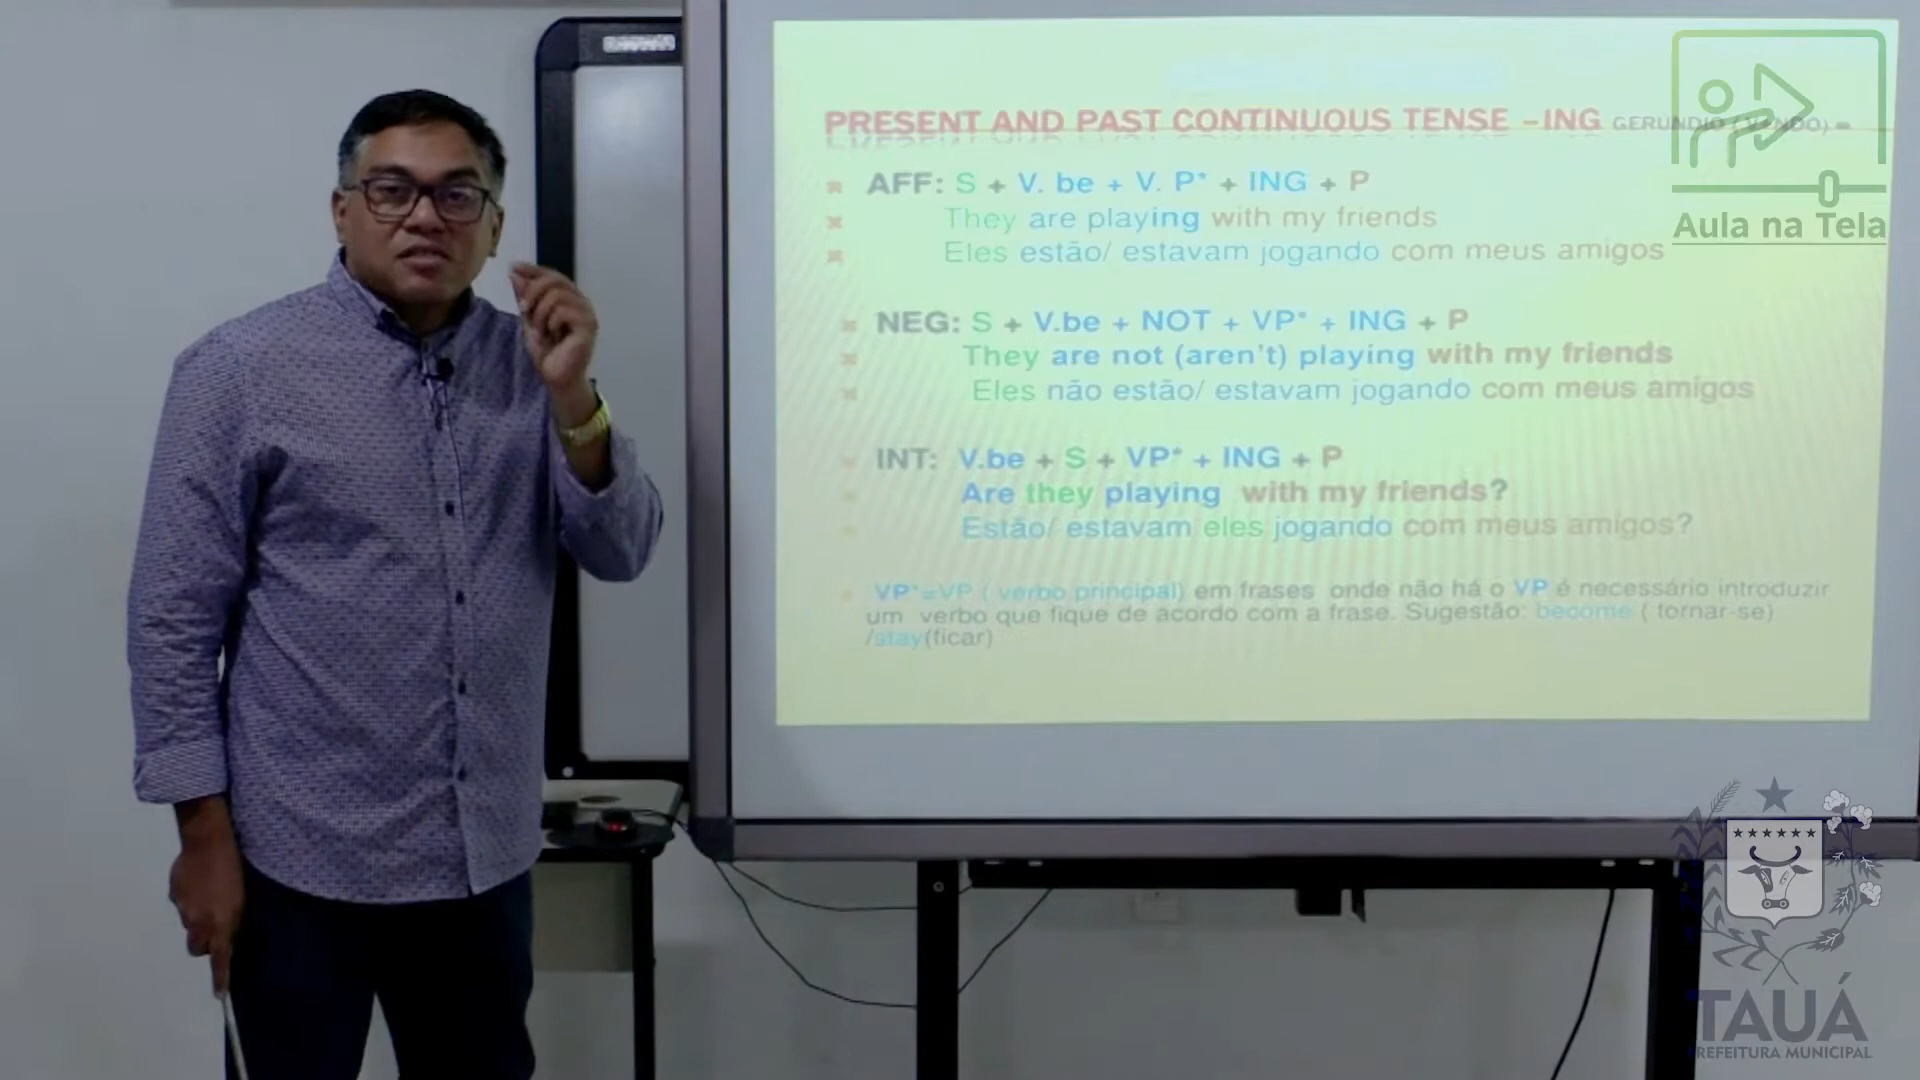 PRESENT AND PAST CONTINUOUS TENSE –ING GERUNDIO ( VANDO) –
AFF: S + V. be + V. P* + ING + P
They are playing with my friends
Eles estão/ estavam jogando com meus amigos
NEG: S + V.be + NOT + VP* + ING + P
They are not (aren't) playing with my friends
Eles não estão/ estavam jogando com meus amigos
INT: V.be + S + VP* + ING + P
Are they playing with my friends?
Estão/ estavam eles jogando com meus amigos?
VP*=VP ( verbo principal) em frases onde não há o VP é necessário introduzir
um verbo que fique de acordo com a frase. Sugestão: become ( tornar-se)
/stay(ficar)
Aula na Tela
TAUÁ
PREFEITURA MUNICIPAL